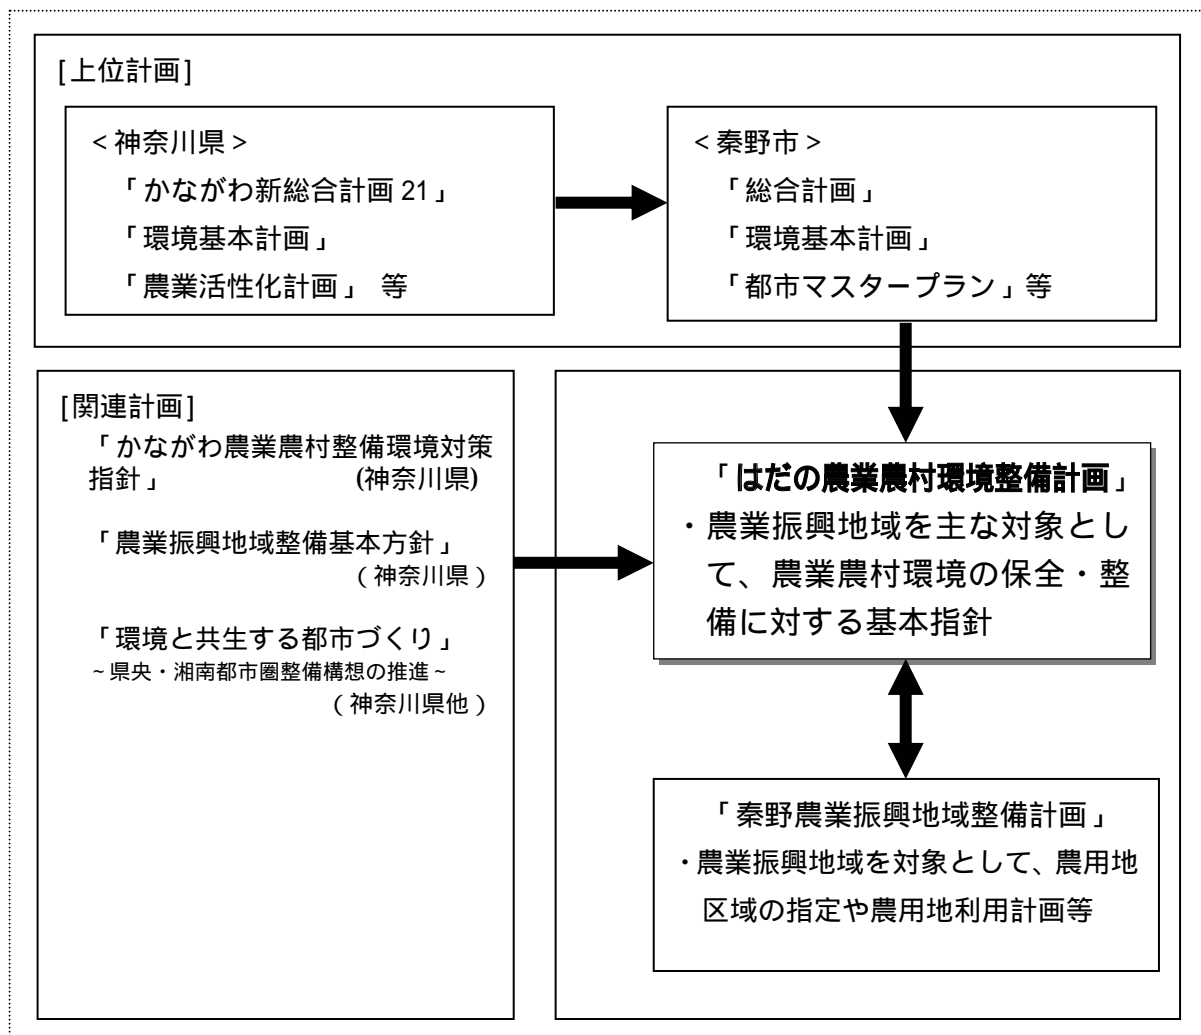 [上位計画]
＜神奈川県＞
「かながわ新総合計画 21」
「環境基本計画」
「農業活性化計画」 等
＜秦野市＞
「総合計画」
「環境基本計画」
「都市マスタープラン」等
[関連計画]
「かながわ農業農村整備環境対策
指針」 (神奈川県)
「農業振興地域整備基本方針」
（神奈川県）
「環境と共生する都市づくり」
~県央・湘南都市圏整備構想の推進~
（神奈川県他）
「はだの農業農村環境整備計画」
・農業振興地域を主な対象とし
て、農業農村環境の保全・整
備に対する基本指針
「秦野農業振興地域整備計画」
・農業振興地域を対象として、農用地
区域の指定や農用地利用計画等